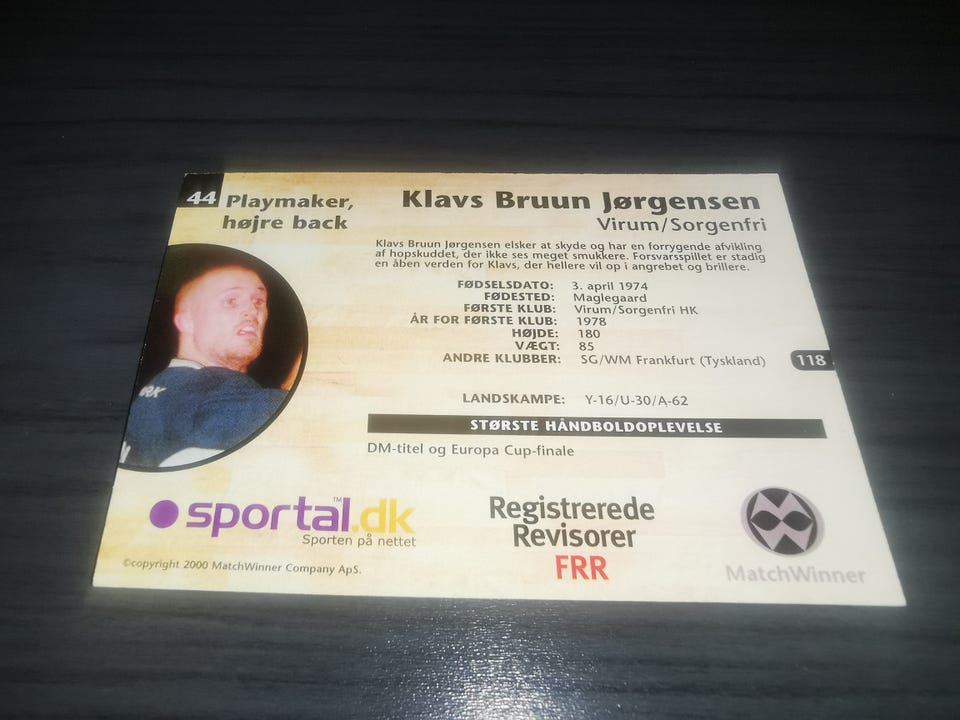 44
Playmaker,
højre back
Klavs Bruun Jørgensen
Virum/Sorgenfri
Klavs Bruun Jørgensen elsker at skyde og har en forrygende afvikling
af hopskuddet, der ikke ses meget smukkere. Forsvarsspillet er stadig
en åben verden for Klavs, der hellere vil op i angrebet og brillere.
FØDSELSDATO: 3. april 1974
FØDESTED: Maglegaard
FØRSTE KLUB: Virum/Sorgenfri HK
ÅR FOR FØRSTE KLUB: 1978
HØJDE: 180
VÆGT: 85
ANDRE KLUBBER: SG/WM Frankfurt (Tyskland)
118
LANDSKAMPE: Y-16/U-30/A-62
STØRSTE HÅNDBOLDOPLEVELSE
DM-titel og Europa Cup-finale
sportal.dk™
Sporten på nettet
©copyright 2000 MatchWinner Company ApS.
Registrerede
Revisorer
FRR
MatchWinner